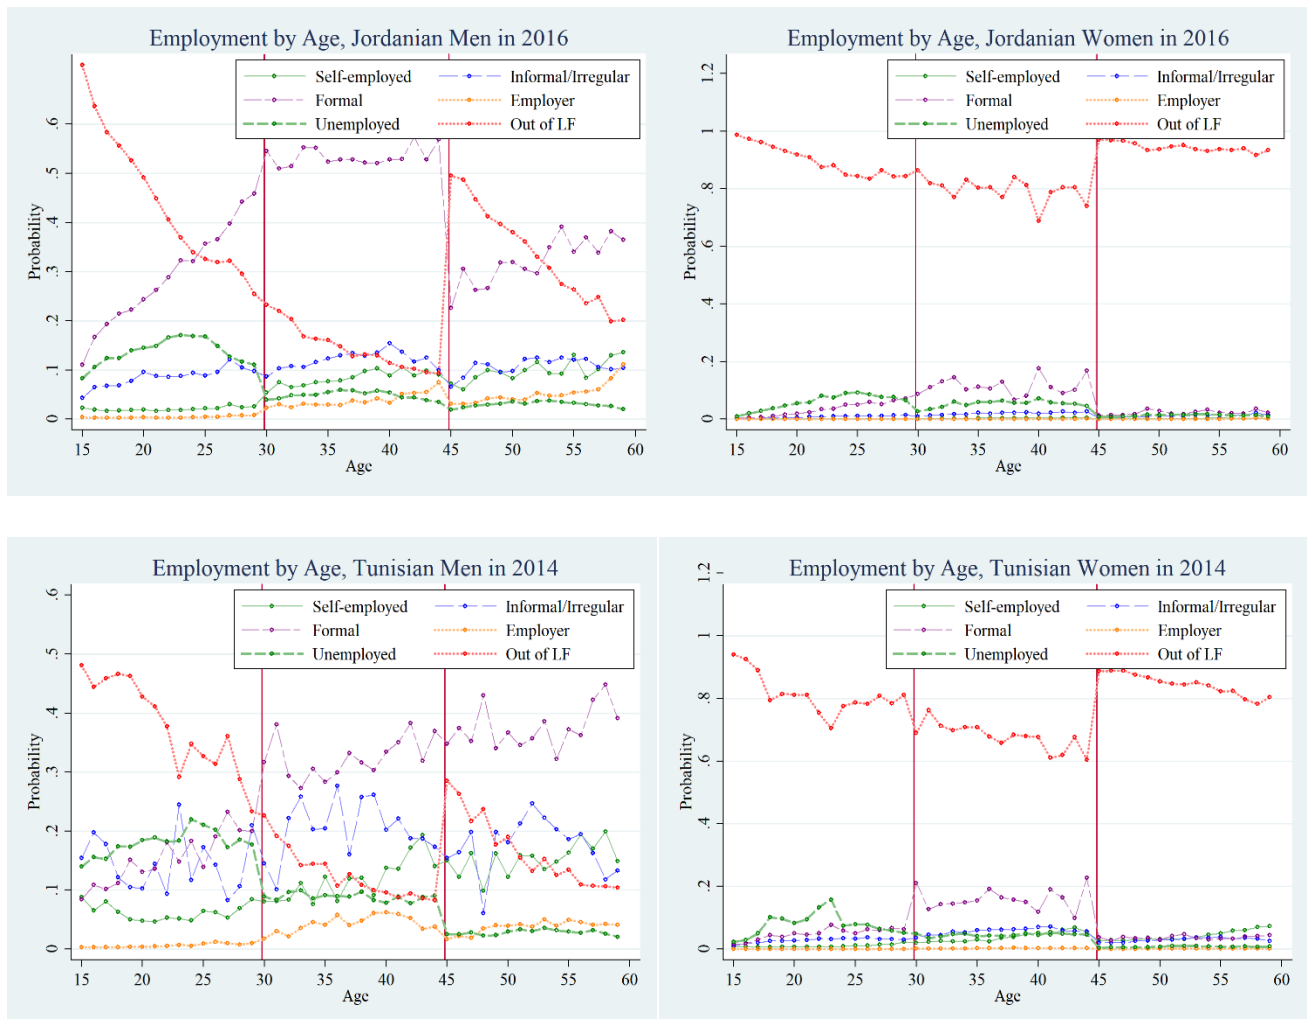 Employment by Age, Jordanian Men in 2016
Self-employed
Informal/Irregular
Formal
Employer
Unemployed
Out of LF
Probability
.6
.5
.4
.3
.2
.1
0
15 20 25 30 35 40 45 50 55 60
Age
Employment by Age, Jordanian Women in 2016
Self-employed
Informal/Irregular
Formal
Employer
Unemployed
Out of LF
Probability
1.2
1
.8
.6
.4
.2
0
15 20 25 30 35 40 45 50 55 60
Age
Employment by Age, Tunisian Men in 2014
Self-employed
Informal/Irregular
Formal
Employer
Unemployed
Out of LF
Probability
.6
.5
.4
.3
.2
.1
0
15 20 25 30 35 40 45 50 55 60
Age
Employment by Age, Tunisian Women in 2014
Self-employed
Informal/Irregular
Formal
Employer
Unemployed
Out of LF
Probability
1.2
1
.8
.6
.4
.2
0
15 20 25 30 35 40 45 50 55 60
Age